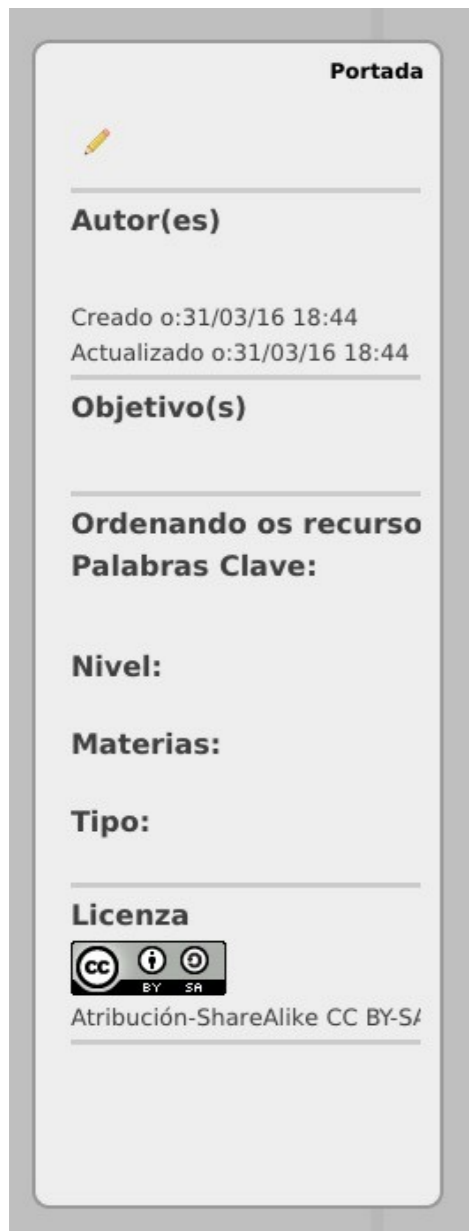 Portada
Autor(es)
Creado o:31/03/16 18:44
Actualizado o:31/03/16 18:44
Objetivo(s)
Ordenando os recurso
Palabras Clave:
Nivel:
Materias:
Tipo:
Licenza
cc
BY SA
Atribución-ShareAlike CC BY-SA